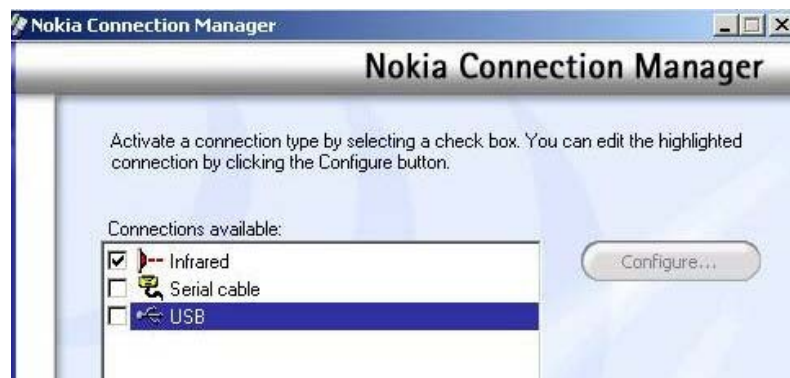 Nokia Connection Manager
Nokia Connection Manager
Activate a connection type by selecting a check box. You can edit the highlighted
connection by clicking the Configure button.
Connections available:
Infrared
Configure...
Serial cable
USB